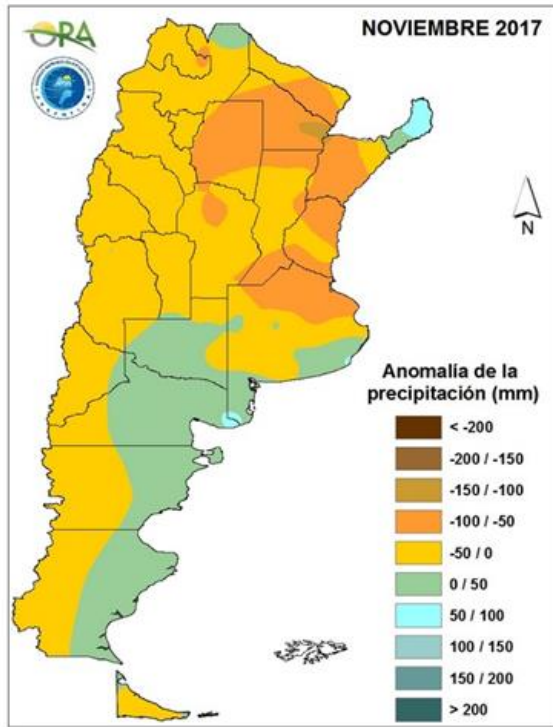 ORA
NOVIEMBRE 2017
N
Anomalía de la
precipitación (mm)
< -200
-200 / -150
-150 / -100
-100 / -50
-50 / 0
0 / 50
50 / 100
100 / 150
150 / 200
> 200